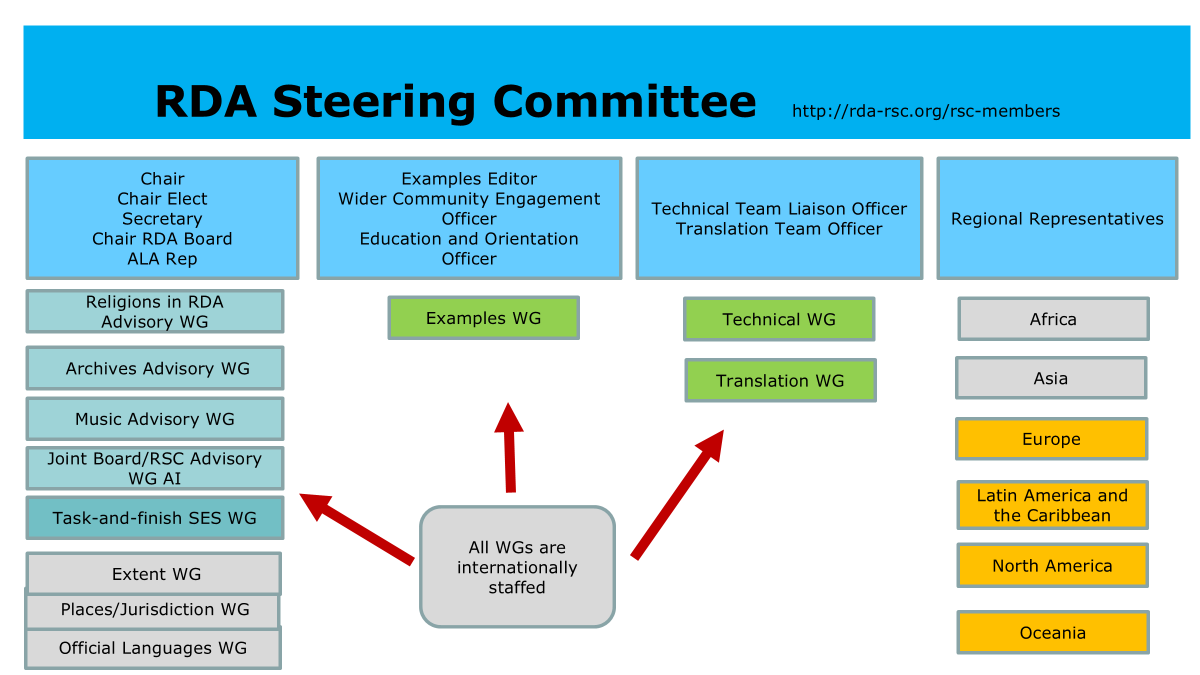 RDA Steering Committee http://rda-rsc.org/rsc-members
Chair
Chair Elect
Secretary
Chair RDA Board
ALA Rep
Religions in RDA
Advisory WG
Archives Advisory WG
Music Advisory WG
Joint Board/RSC Advisory
WG AI
Task-and-finish SES WG
Extent WG
Places/Jurisdiction WG
Official Languages WG
Examples Editor
Wider Community Engagement
Officer
Education and Orientation
Officer
Examples WG
All WGs are
internationally
staffed
Technical Team Liaison Officer
Translation Team Officer
Technical WG
Translation WG
Regional Representatives
Africa
Asia
Europe
Latin America and
the Caribbean
North America
Oceania